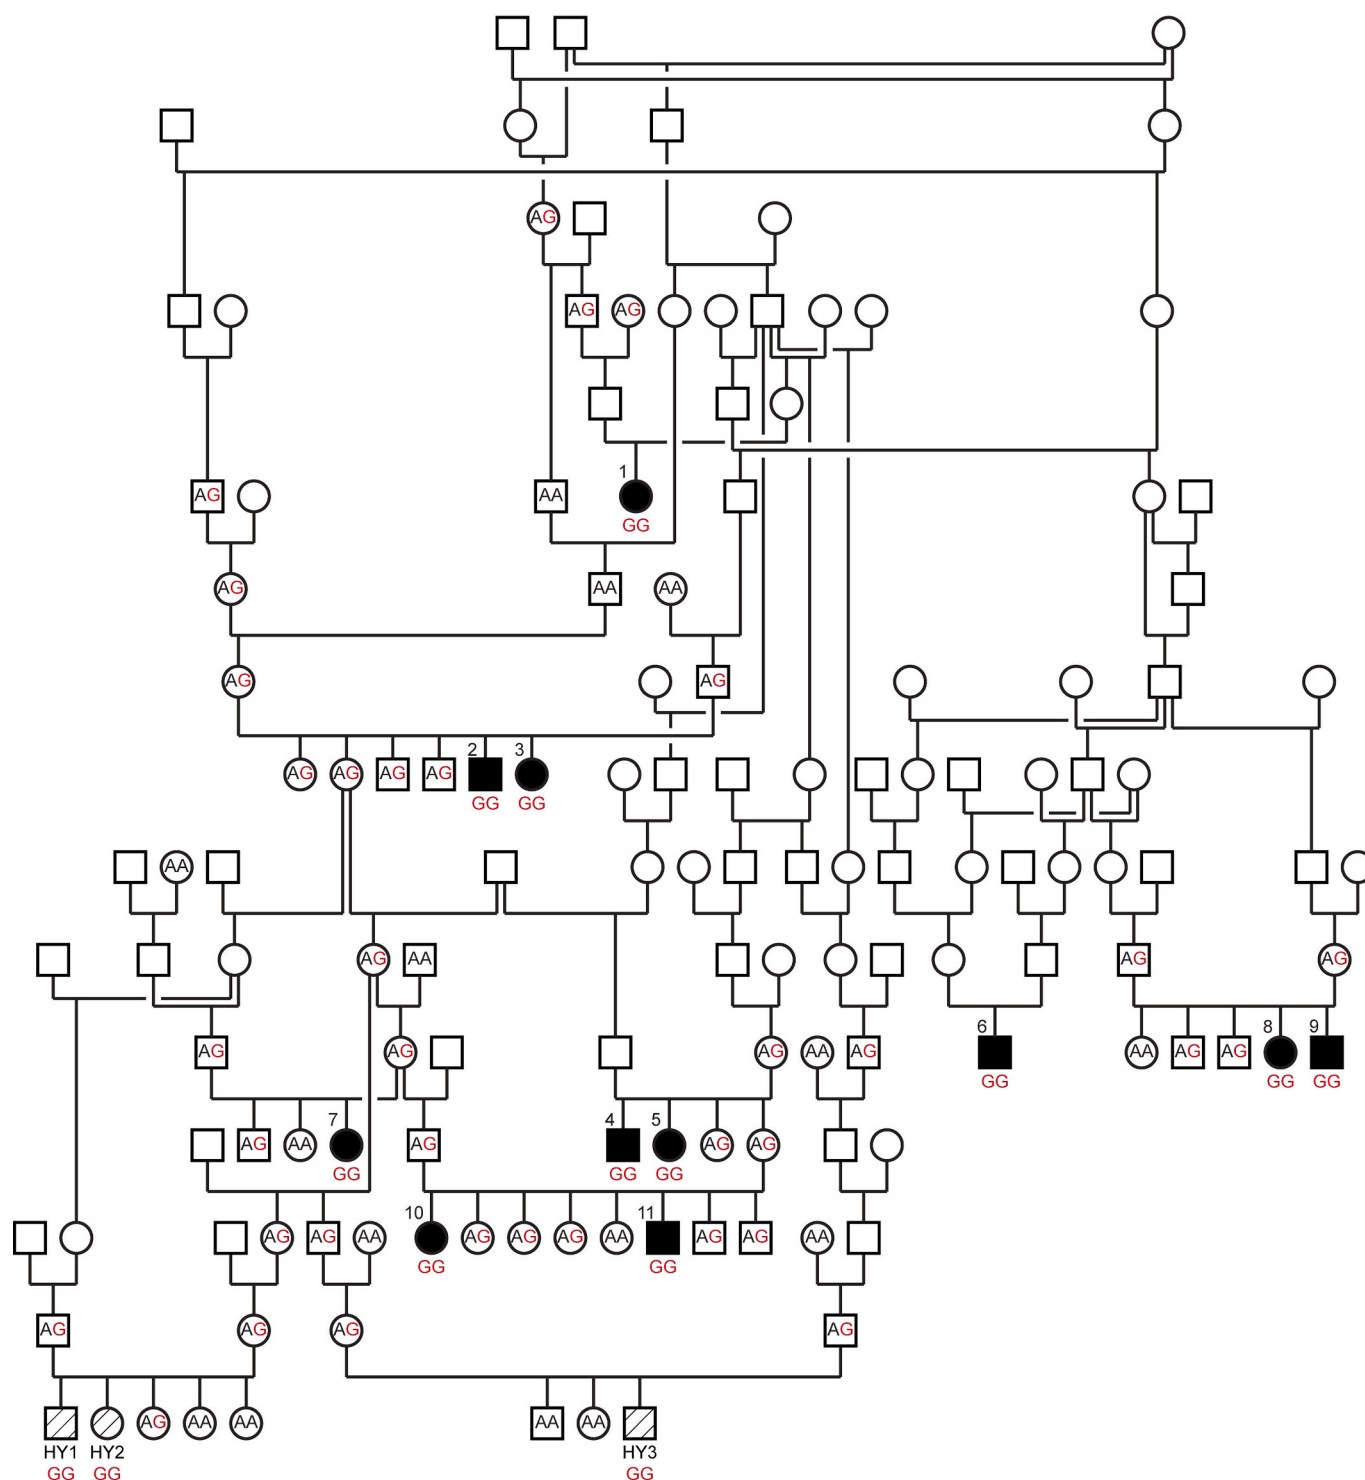 AG
AG AG
1
AG AA
GG
AG AA AA
AG AG
2 3
AG AG AG AG
GG GG
AA
AG AA AG AG
6 8 9
AG AG AG AA AG AA AG AG
GG GG GG
7 4 5
AG AA AG AG AG
GG GG GG
10 11
AG AG AA AG AG AG AA AG AG AA
GG GG
AG AG AG AG
AG AA AA AA AA
HY1 HY2 HY3
GG GG GG